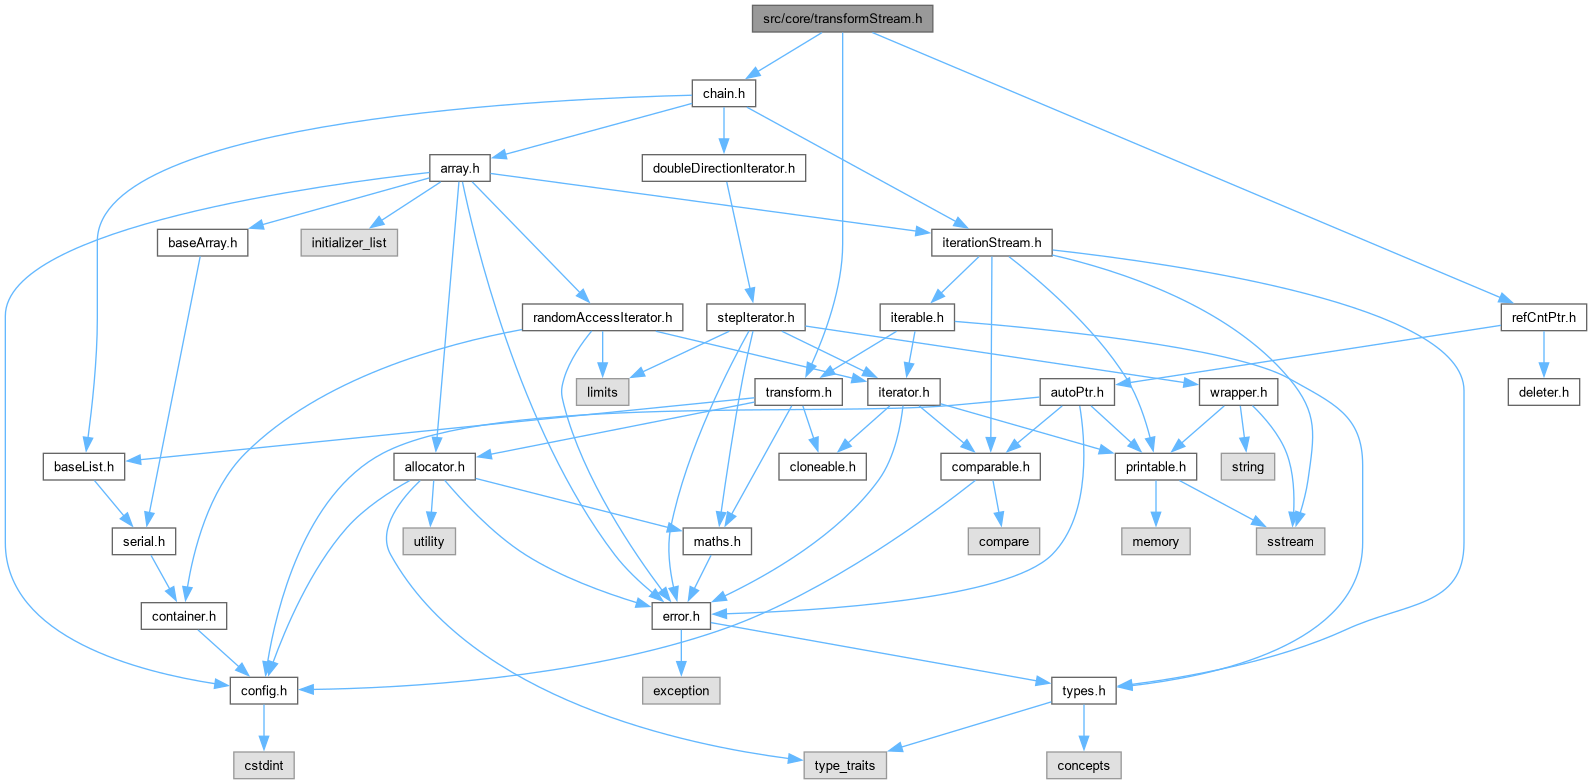 src/core/transformStream.h
chain.h
array.h
doubleDirectionIterator.h
baseArray.h
initializer_list
iterationStream.h
randomAccessIterator.h
stepIterator.h
iterable.h
refCntPtr.h
limits
transform.h
iterator.h
autoPtr.h
wrapper.h
deleter.h
baseList.h
allocator.h
cloneable.h
comparable.h
printable.h
string
serial.h
utility
maths.h
compare
memory
sstream
container.h
error.h
config.h
exception
types.h
cstdint
type_traits
concepts